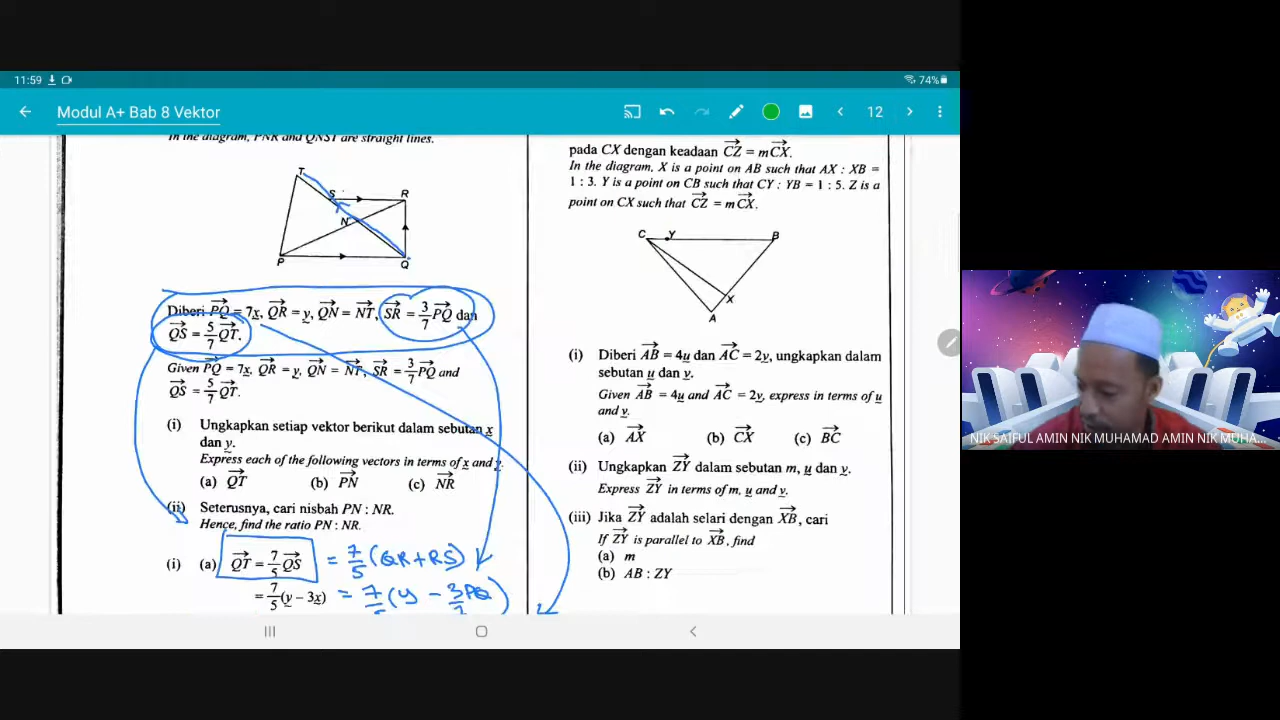 11:59
74%
Modul A+ Bab 8 Vektor
12
In the diagram, PNR and QNST are straight lines.
T
S
R
N
P
Q
Diberi PQ = 7x, QR = y, QN = NT, SR = 3/7 PQ dan
QS = 5/7 QT.
Given PQ = 7x, QR = y, QN = NT, SR = 3/7 PQ and
QS = 5/7 QT.
(i) Ungkapkan setiap vektor berikut dalam sebutan x
dan y.
Express each of the following vectors in terms of x and y.
(a) QT (b) PN (c) NR
(ii) Seterusnya, cari nisbah PN : NR.
Hence, find the ratio PN : NR.
(i) (a) QT = 7/5 QS = 7/5 (QR + RS)
= 7/5 (y – 3x) = 7/5 (y – 3PQ/7)
pada CX dengan keadaan CZ = mCX.
In the diagram, X is a point on AB such that AX : XB =
1 : 3. Y is a point on CB such that CY : YB = 1 : 5. Z is a
point on CX such that CZ = mCX.
C
Y
B
X
A
(i) Diberi AB = 4u dan AC = 2v, ungkapkan dalam
sebutan u dan v.
Given AB = 4u and AC = 2v, express in terms of u
and v.
(a) AX (b) CX (c) BC
(ii) Ungkapkan ZY dalam sebutan m, u dan v.
Express ZY in terms of m, u and v.
(iii) Jika ZY adalah selari dengan XB, cari
If ZY is parallel to XB, find
(a) m
(b) AB : ZY
NIK SAIFUL AMIN NIK MUHAMAD AMIN NIK MUHA...